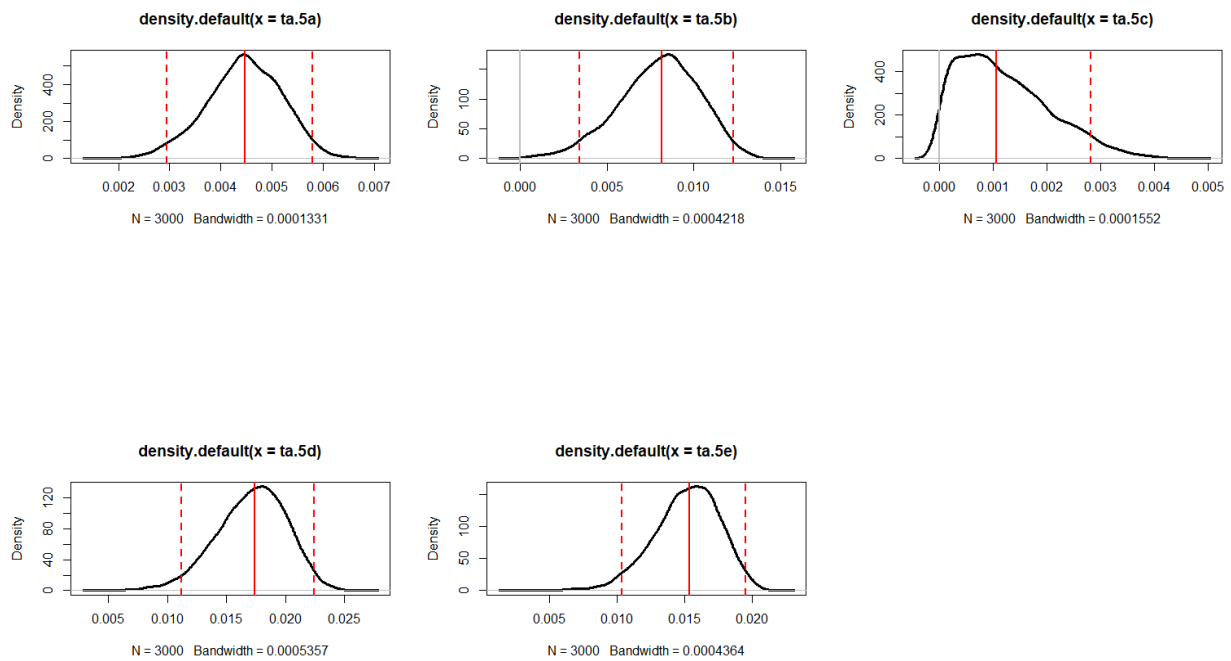 density.default(x = ta.5a)
Density
0 200 400
0.002 0.003 0.004 0.005 0.006 0.007
N = 3000 Bandwidth = 0.0001331
density.default(x = ta.5b)
Density
0 50 100
0.000 0.005 0.010 0.015
N = 3000 Bandwidth = 0.0004218
density.default(x = ta.5c)
Density
0 200 400
0.000 0.001 0.002 0.003 0.004 0.005
N = 3000 Bandwidth = 0.0001552
density.default(x = ta.5d)
Density
0 40 80 120
0.005 0.010 0.015 0.020 0.025
N = 3000 Bandwidth = 0.0005357
density.default(x = ta.5e)
Density
0 50 100
0.005 0.010 0.015 0.020
N = 3000 Bandwidth = 0.0004364